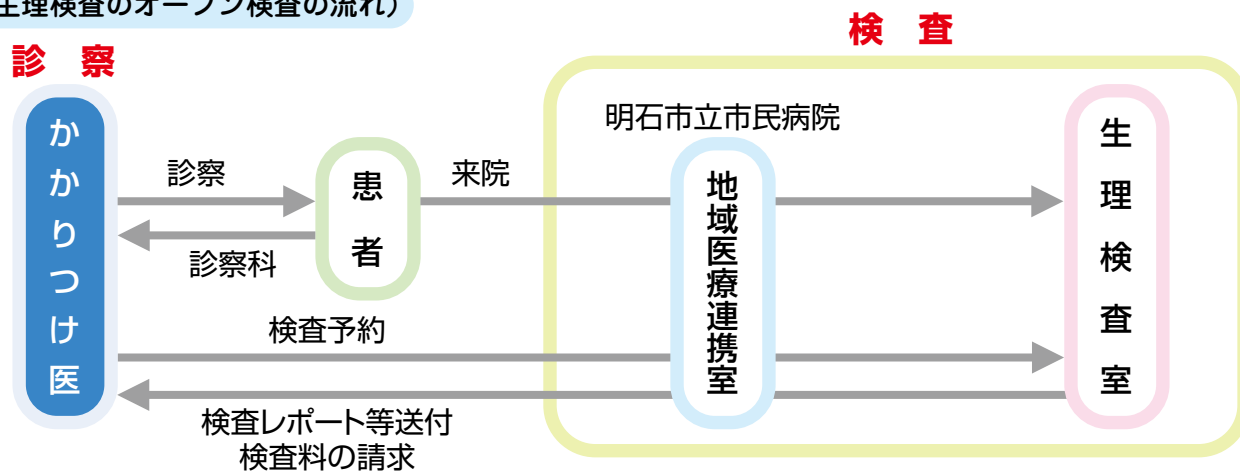 生理検査のオープン検査の流れ)
診 察
検 査
かかりつけ医
診察
診察科
患者
来院
明石市立市民病院
地域医療連携室
生理検査室
検査予約
検査レポート等送付
検査料の請求